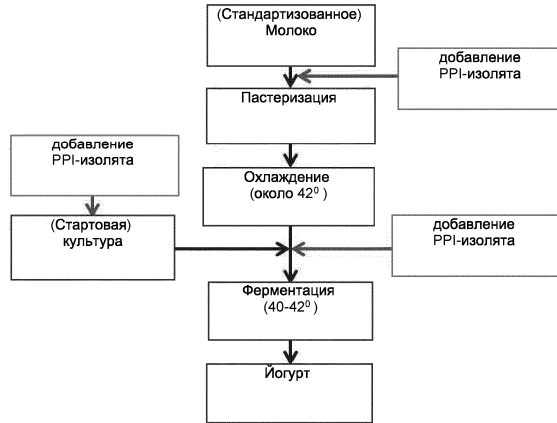 (Стандартизованное)
Молоко
добавление
PPI-изолята
Пастеризация
добавление
PPI-изолята
Охлаждение
(около 42⁰ )
(Стартовая)
культура
добавление
PPI-изолята
Ферментация
(40-42⁰ )
Йогурт